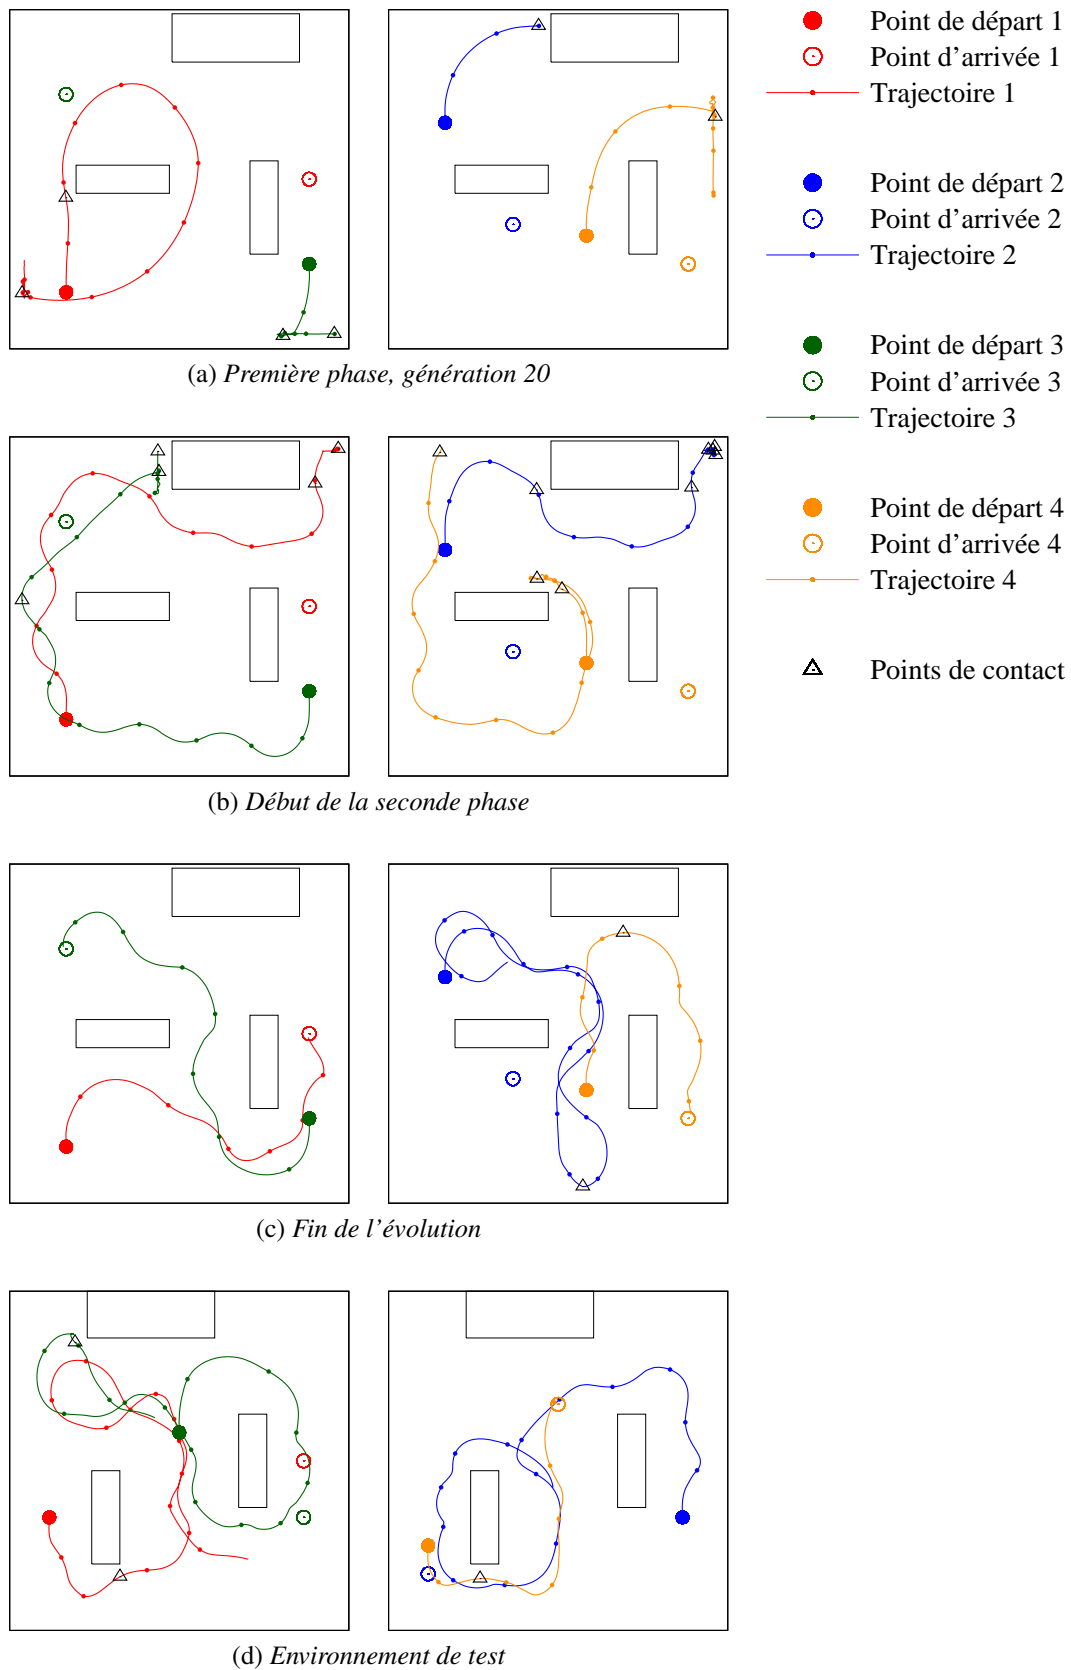 Point de départ 1
Point d'arrivée 1
Trajectoire 1
Point de départ 2
Point d'arrivée 2
Trajectoire 2
Point de départ 3
Point d'arrivée 3
Trajectoire 3
Point de départ 4
Point d'arrivée 4
Trajectoire 4
Points de contact
(a) Première phase, génération 20
(b) Début de la seconde phase
(c) Fin de l'évolution
(d) Environnement de test